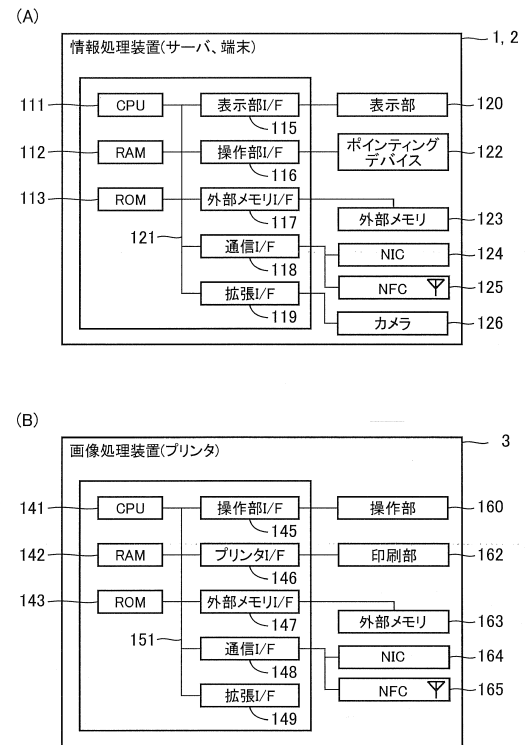 (A)
1, 2
情報処理装置(サーバ、端末)
111 CPU 表示部I/F 表示部 120
115
112 RAM 操作部I/F ポインティング
デバイス 122
116
113 ROM 外部メモリI/F
117 外部メモリ 123
121
通信I/F NIC 124
118
NFC 125
拡張I/F
119 カメラ 126
(B)
3
画像処理装置(プリンタ)
141 CPU 操作部I/F 操作部 160
145
142 RAM プリンタI/F 印刷部 162
146
143 ROM 外部メモリI/F
147 外部メモリ 163
151
通信I/F NIC 164
148
NFC 165
拡張I/F
149